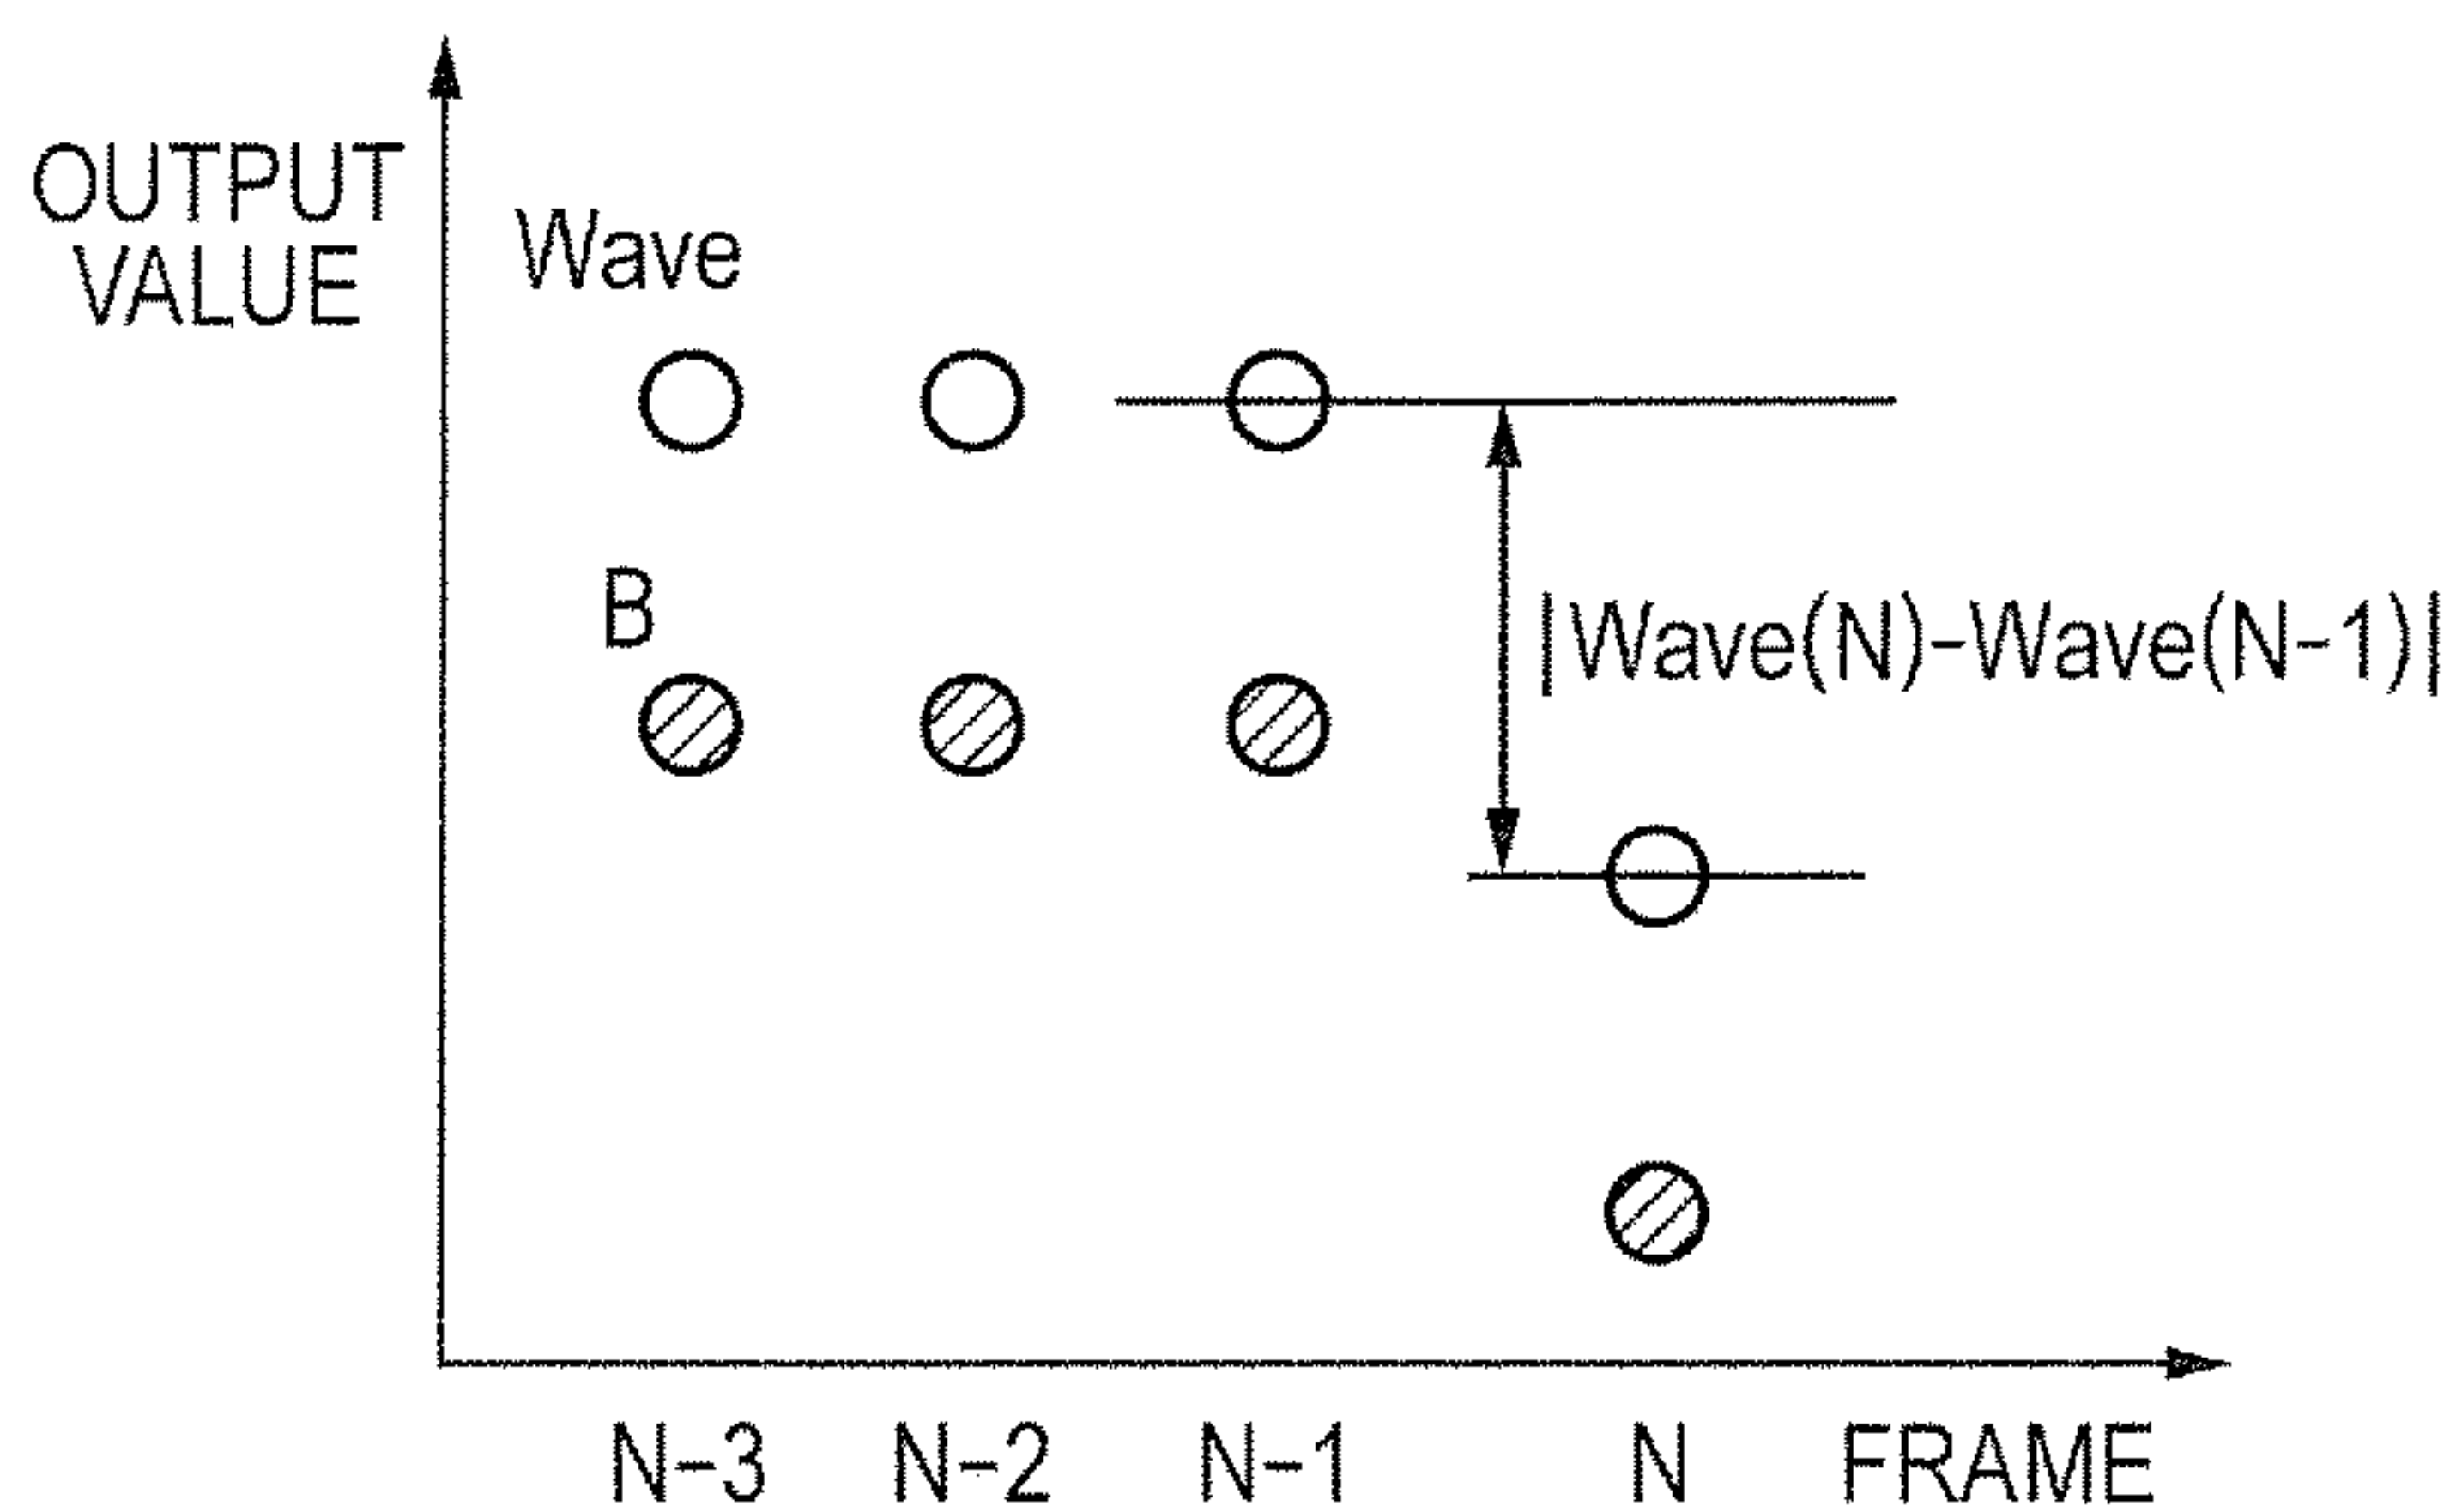 OUTPUT
VALUE
Wave
B
|Wave(N)-Wave(N-1)|
N-3 N-2 N-1 N FRAME